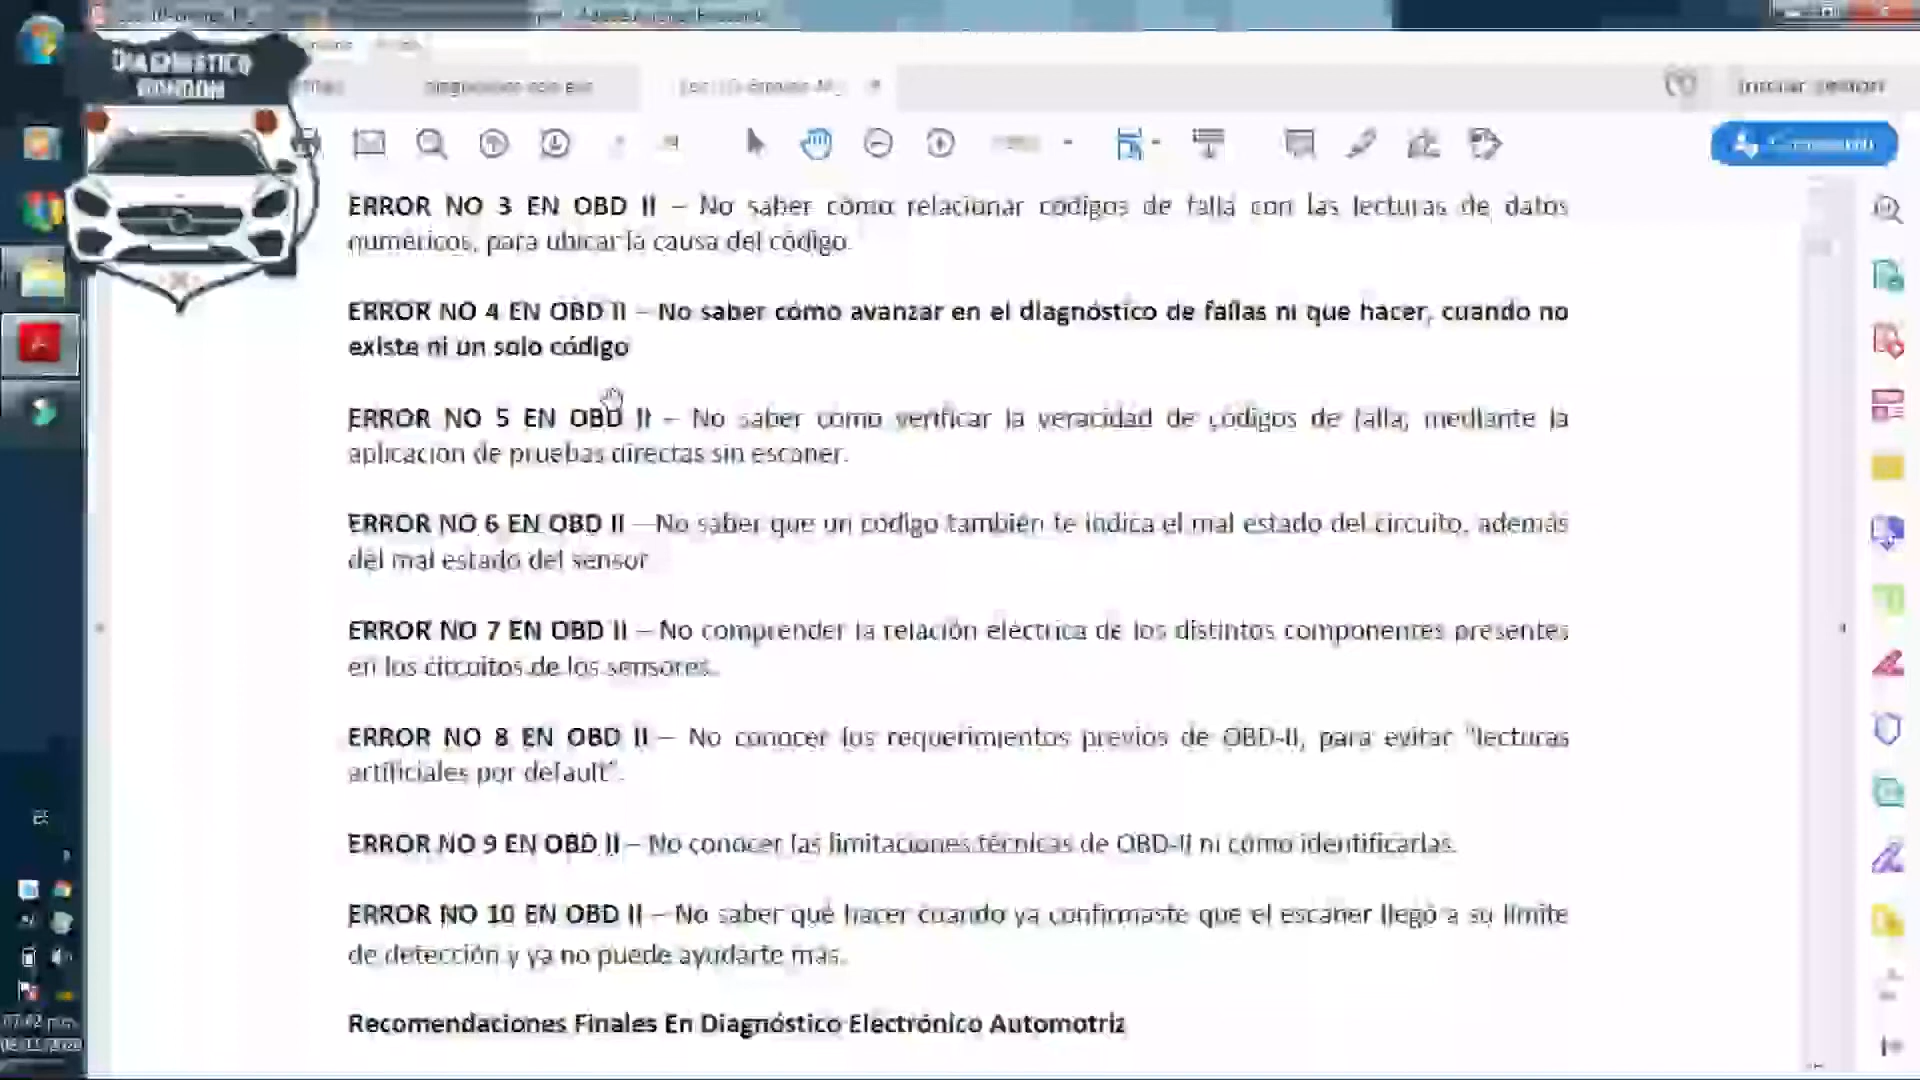 DIAGNOSTICO
ERROR NO 3 EN OBD II – No saber cómo relacionar códigos de falla con las lecturas de datos
numéricos, para ubicar la causa del código.
ERROR NO 4 EN OBD II – No saber cómo avanzar en el diagnóstico de fallas ni que hacer, cuando no
existe ni un solo código
ERROR NO 5 EN OBD II – No saber cómo verificar la veracidad de códigos de falla, mediante la
aplicación de pruebas directas sin escáner.
ERROR NO 6 EN OBD II – No saber que un código también te indica el mal estado del circuito, además
del mal estado del sensor
ERROR NO 7 EN OBD II – No comprender la relación eléctrica de los distintos componentes presentes
en los circuitos de los sensores.
ERROR NO 8 EN OBD II – No conocer los requerimientos previos de OBD-II, para evitar "lecturas
artificiales por default".
ERROR NO 9 EN OBD II – No conocer las limitaciones técnicas de OBD-II ni cómo identificarlas.
ERROR NO 10 EN OBD II – No saber qué hacer cuando ya confirmaste que el escáner llegó a su límite
de detección y ya no puede ayudarte más.
Recomendaciones Finales En Diagnóstico Electrónico Automotriz